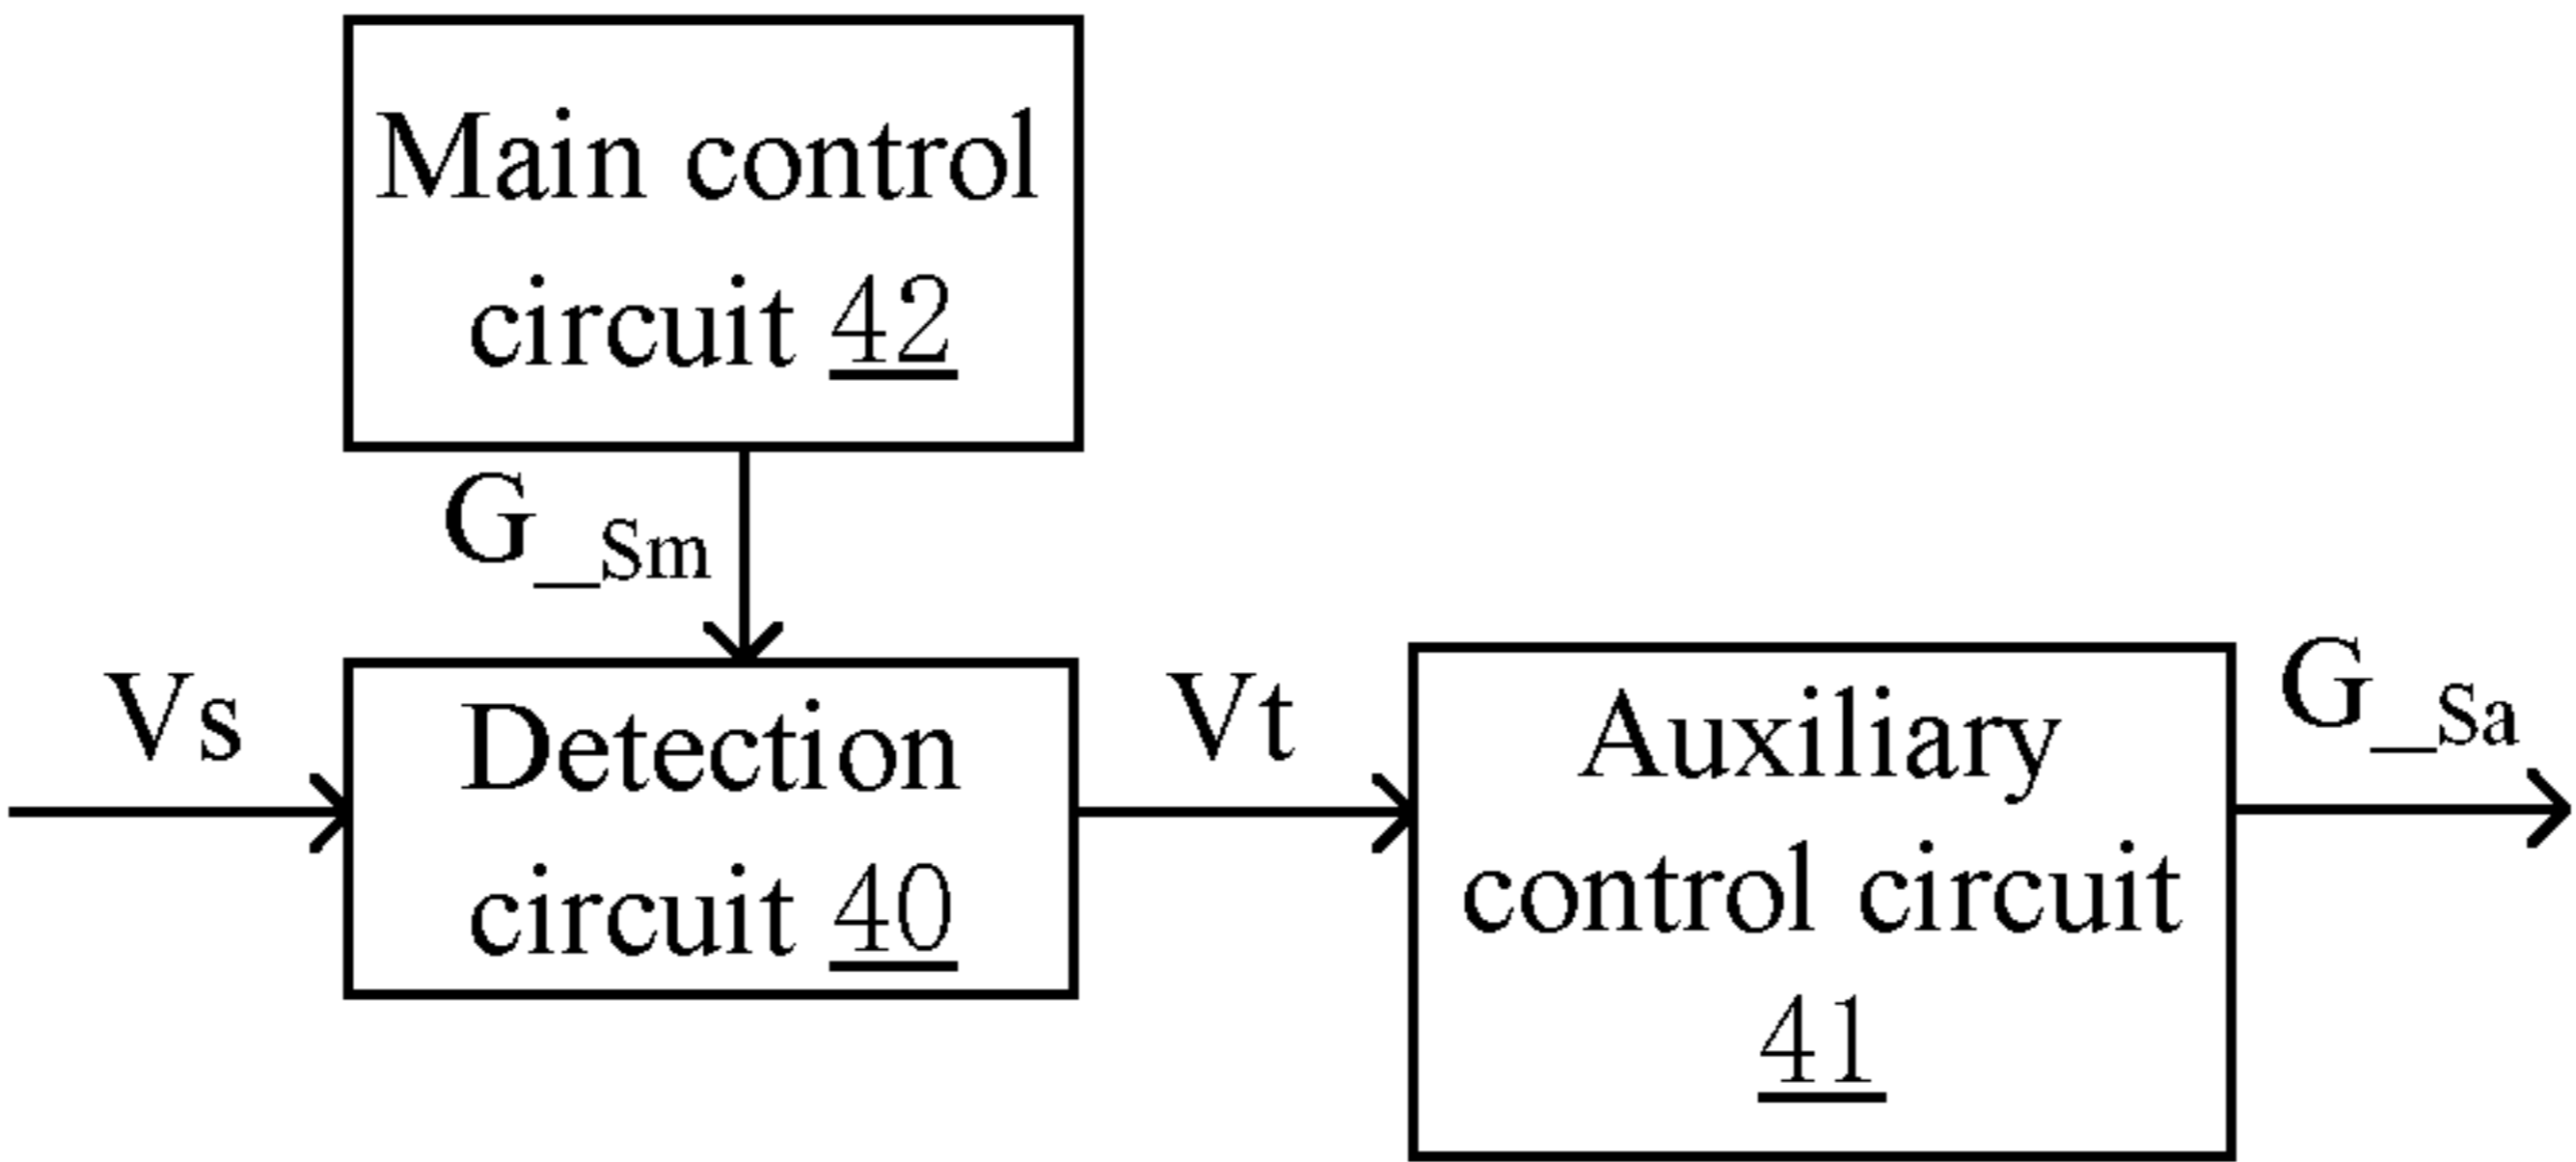 Main control
circuit 42
G_Sm
Vs
Detection
circuit 40
Vt
Auxiliary
control circuit
41
G_Sa